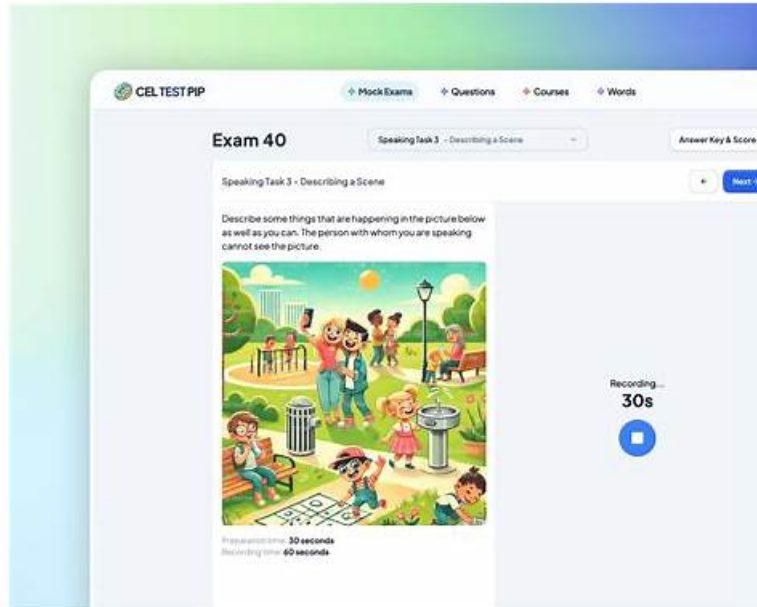 CELTESTPIP
Mock Exams
Questions
Courses
Words
Exam 40
Speaking Task 3 - Describing a Scene
Answer Key & Score
Speaking Task 3 - Describing a Scene
Next
Describe some things that are happening in the picture below
as well as you can. The person with whom you are speaking
cannot see the picture.
Recording...
30s
Preparation time: 30 seconds
Recording time: 60 seconds